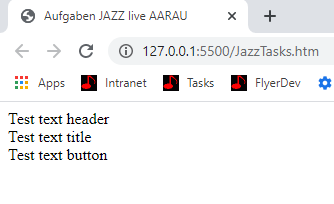 Aufgaben JAZZ live AARAU
127.0.0.1:5500/JazzTasks.htm
Apps Intranet Tasks FlyerDev
Test text header
Test text title
Test text button